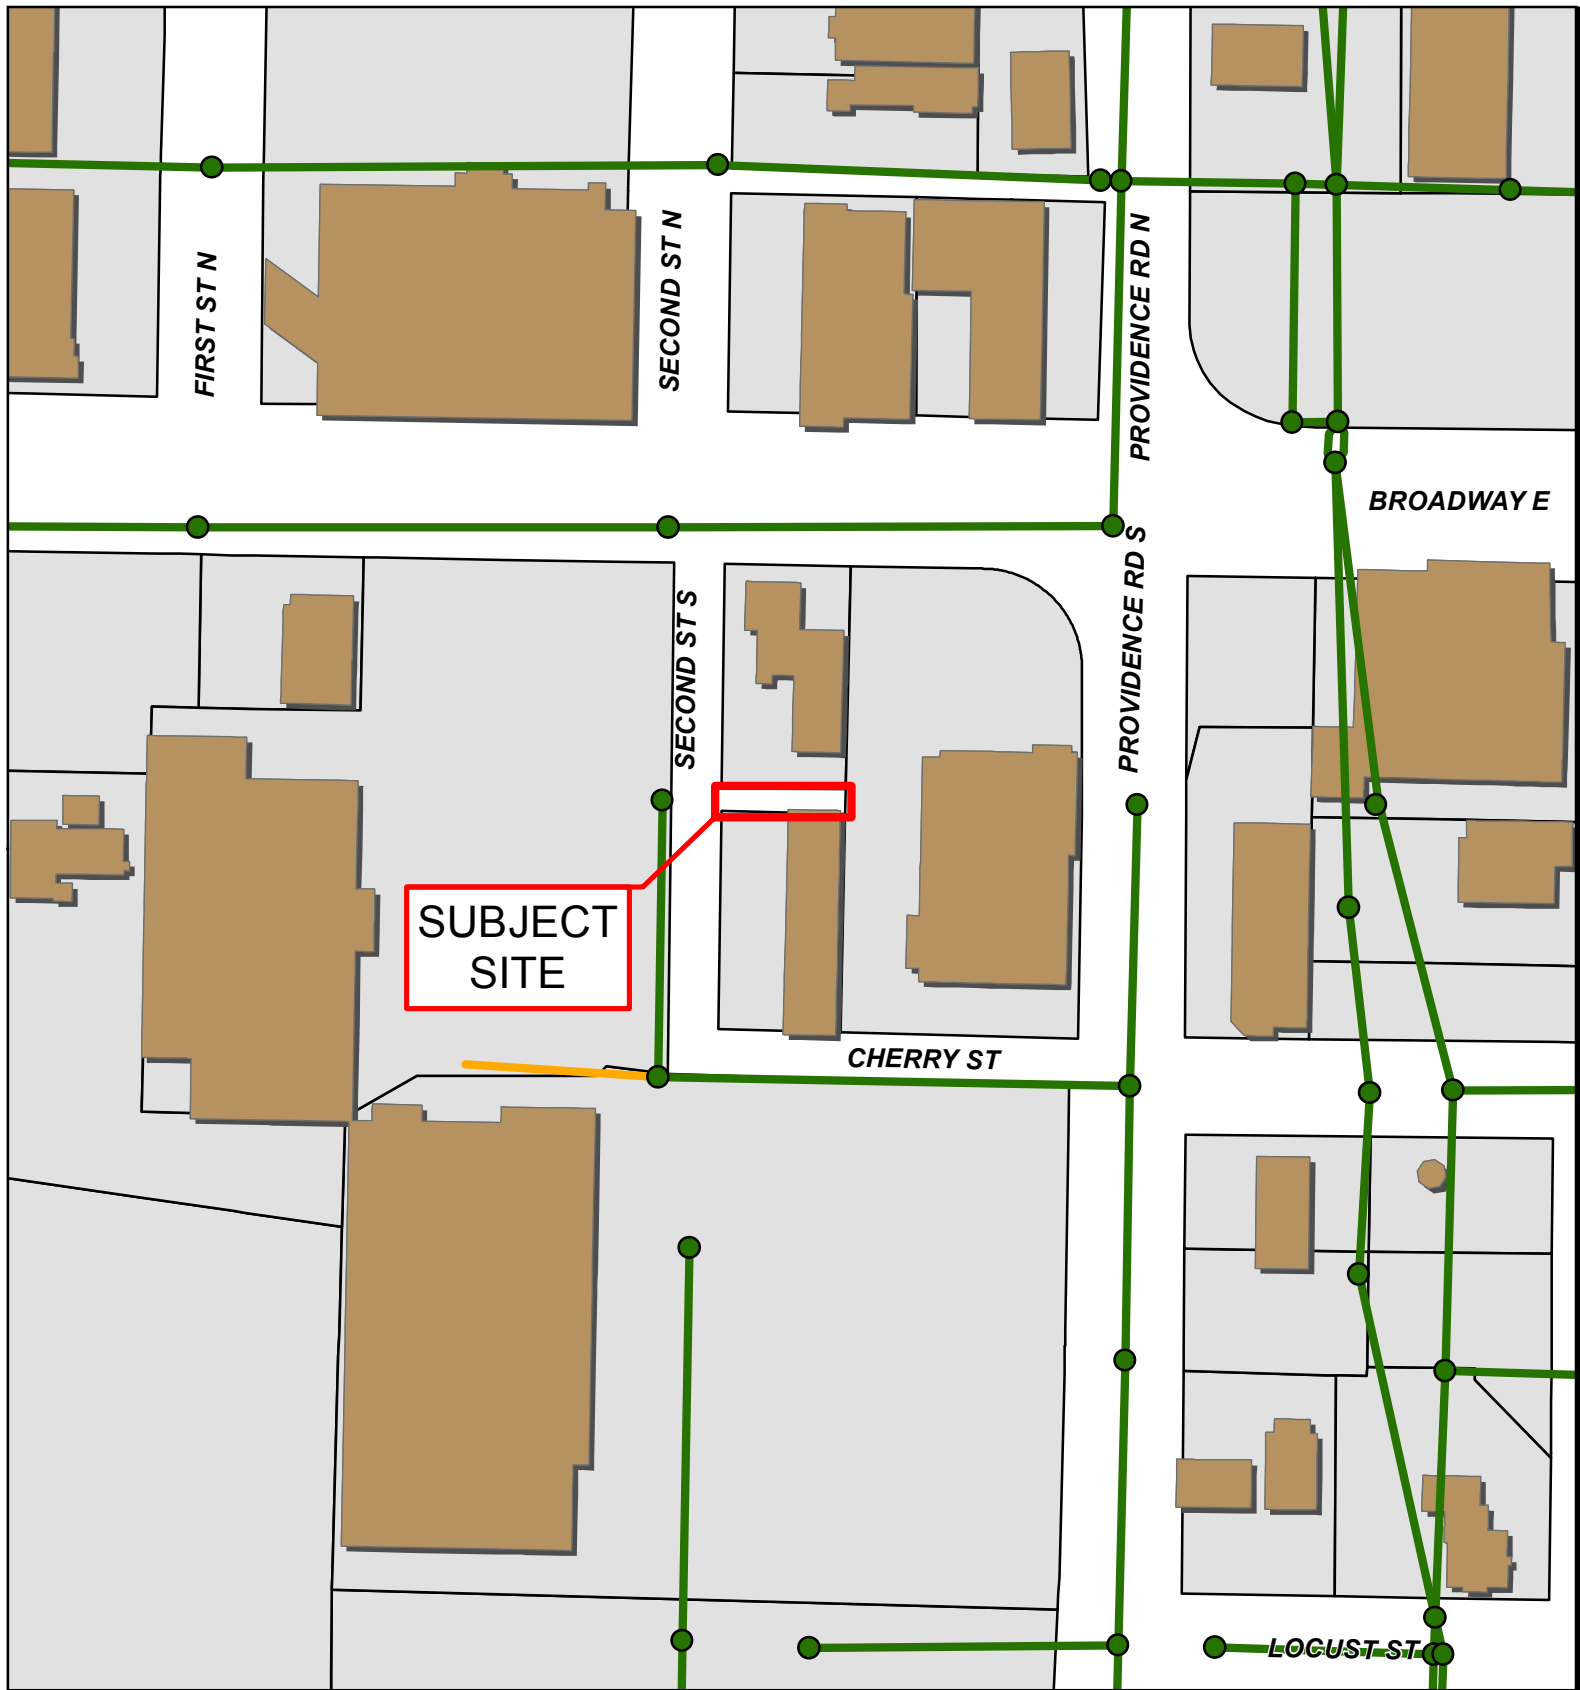 FIRST ST N
SECOND ST N
PROVIDENCE RD N
BROADWAY E
SECOND ST S
PROVIDENCE RD S
SUBJECT
SITE
CHERRY ST
LOCUST ST